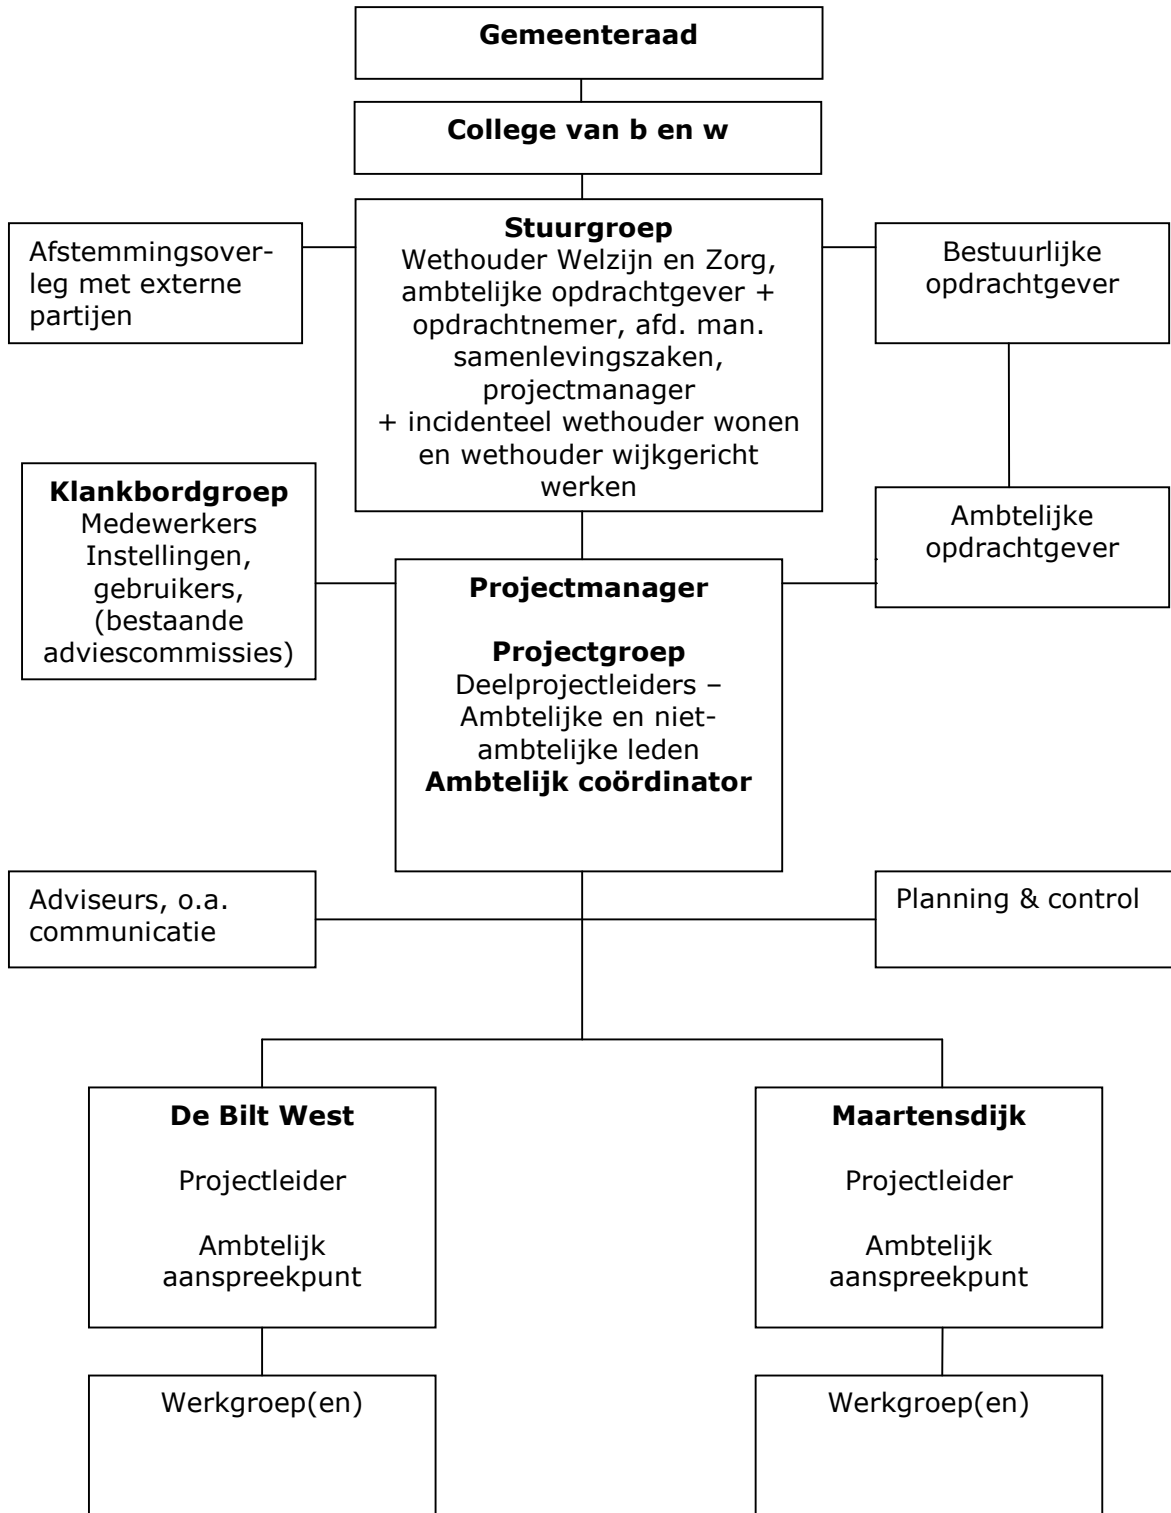 Gemeenteraad
College van b en w
Stuurgroep
Wethouder Welzijn en Zorg,
ambtelijke opdrachtgever +
opdrachtnemer, afd. man.
samenlevingszaken,
projectmanager
+ incidenteel wethouder wonen
en wethouder wijkgericht
werken
Afstemmingsover-
leg met externe
partijen
Bestuurlijke
opdrachtgever
Klankbordgroep
Medewerkers
Instellingen,
gebruikers,
(bestaande
adviescommissies)
Ambtelijke
opdrachtgever
Projectmanager
Projectgroep
Deelprojectleiders –
Ambtelijke en niet-
ambtelijke leden
Ambtelijk coördinator
Adviseurs, o.a.
communicatie
Planning & control
De Bilt West
Projectleider
Ambtelijk
aanspreekpunt
Maartensdijk
Projectleider
Ambtelijk
aanspreekpunt
Werkgroep(en)
Werkgroep(en)